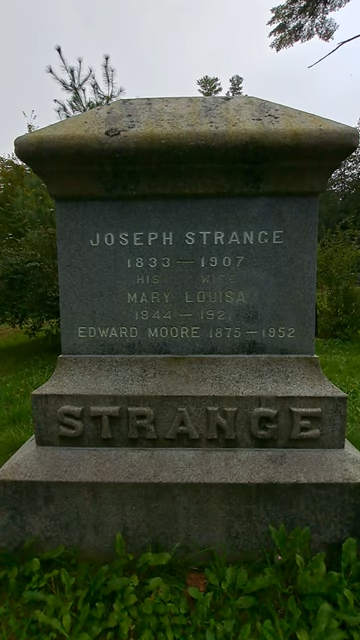 JOSEPH STRANGE
1833 — 1907
HIS WIFE
MARY LOUISA
1844 — 1921
EDWARD MOORE 1875 — 1952
STRANGE